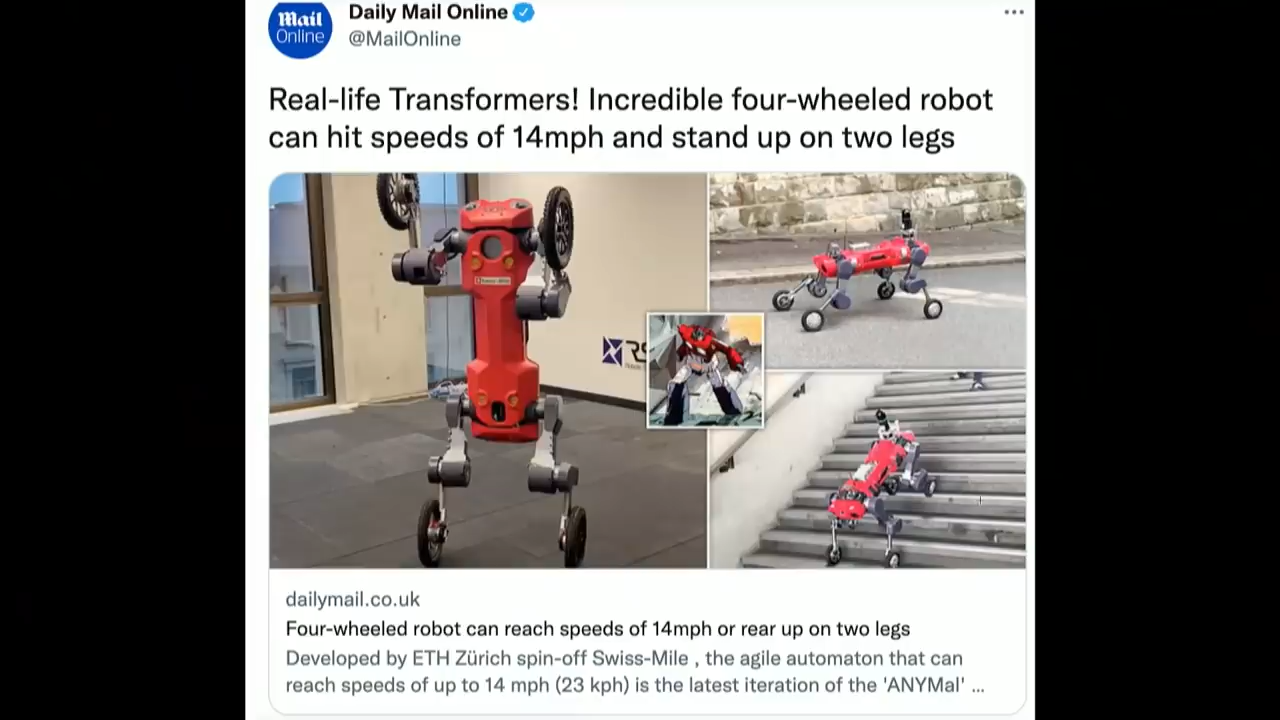 Mail
Online
Daily Mail Online
@MailOnline
Real-life Transformers! Incredible four-wheeled robot
can hit speeds of 14mph and stand up on two legs
RS
dailymail.co.uk
Four-wheeled robot can reach speeds of 14mph or rear up on two legs
Developed by ETH Zürich spin-off Swiss-Mile , the agile automaton that can
reach speeds of up to 14 mph (23 kph) is the latest iteration of the 'ANYMal' ...